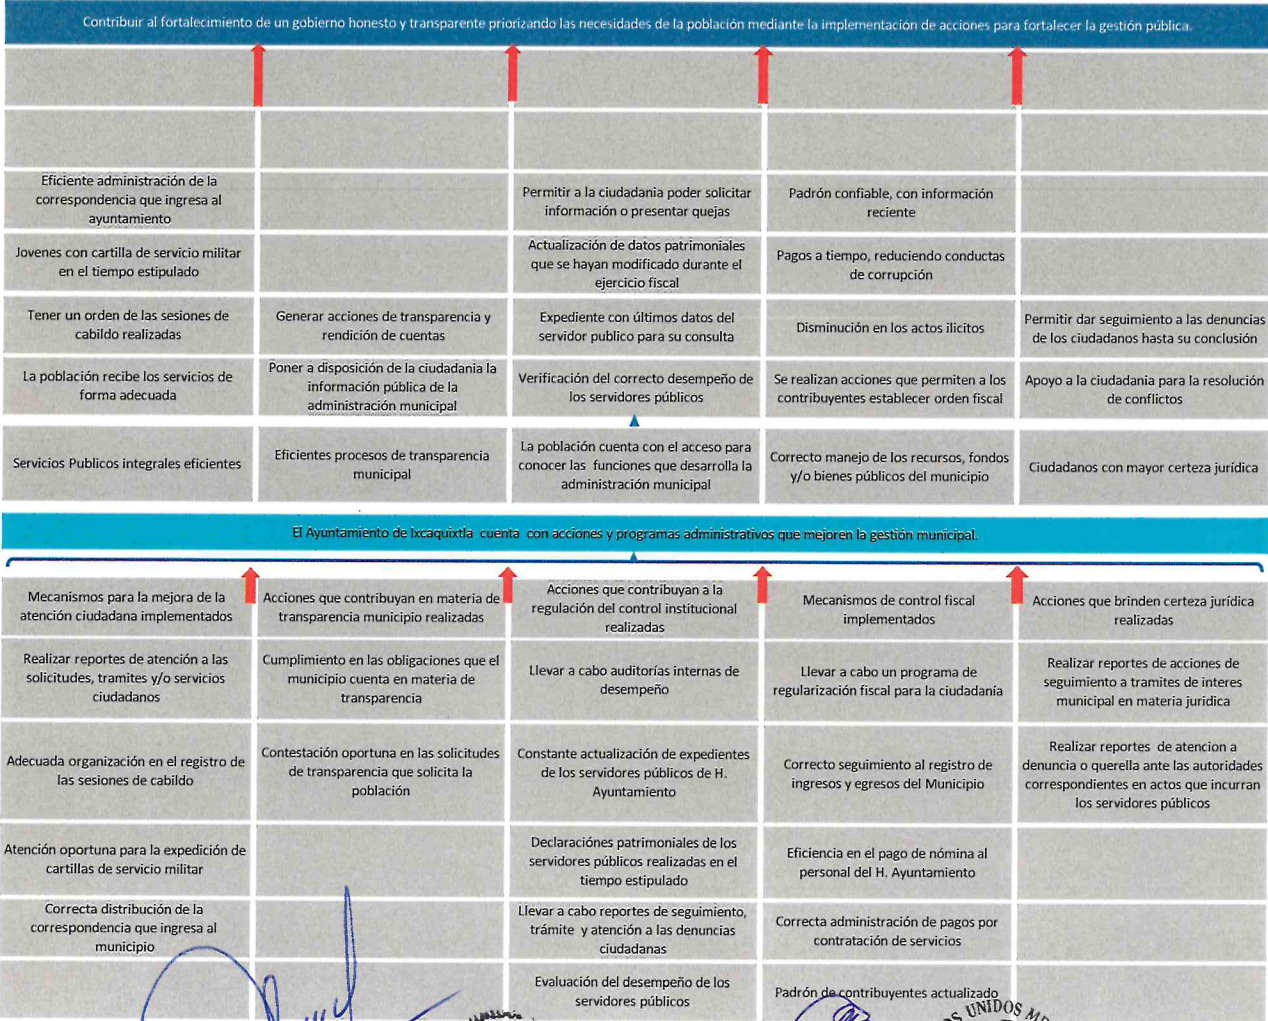 Contribuir al fortalecimiento de un gobierno honesto y transparente priorizando las necesidades de la población mediante la implementación de acciones para fortalecer la gestión pública.
Eficiente administración de la
correspondencia que ingresa al
ayuntamiento
Permitir a la ciudadania poder solicitar
información o presentar quejas
Padrón confiable, con información
reciente
Jovenes con cartilla de servicio militar
en el tiempo estipulado
Actualización de datos patrimoniales
que se hayan modificado durante el
ejercicio fiscal
Pagos a tiempo, reduciendo conductas
de corrupción
Tener un orden de las sesiones de
cabildo realizadas
Generar acciones de transparencia y
rendición de cuentas
Expediente con últimos datos del
servidor publico para su consulta
Disminución en los actos ilicitos
Permitir dar seguimiento a las denuncias
de los ciudadanos hasta su conclusión
La población recibe los servicios de
forma adecuada
Poner a disposición de la ciudadania la
información pública de la
administración municipal
Verificación del correcto desempeño de
los servidores públicos
Se realizan acciones que permiten a los
contribuyentes establecer orden fiscal
Apoyo a la ciudadania para la resolución
de conflictos
Servicios Publicos integrales eficientes
Eficientes procesos de transparencia
municipal
La población cuenta con el acceso para
conocer las funciones que desarrolla la
administración municipal
Correcto manejo de los recursos, fondos
y/o bienes públicos del municipio
Ciudadanos con mayor certeza jurídica
El Ayuntamiento de Ixcaquixtla cuenta con acciones y programas administrativos que mejoren la gestión municipal.
Mecanismos para la mejora de la
atención ciudadana implementados
Acciones que contribuyan en materia de
transparencia municipio realizadas
Acciones que contribuyan a la
regulación del control institucional
realizadas
Mecanismos de control fiscal
implementados
Acciones que brinden certeza jurídica
realizadas
Realizar reportes de atención a las
solicitudes, tramites y/o servicios
ciudadanos
Cumplimiento en las obligaciones que el
municipio cuenta en materia de
transparencia
Llevar a cabo auditorías internas de
desempeño
Llevar a cabo un programa de
regularización fiscal para la ciudadanía
Realizar reportes de acciones de
seguimiento a tramites de interes
municipal en materia juridica
Adecuada organización en el registro de
las sesiones de cabildo
Contestación oportuna en las solicitudes
de transparencia que solicita la
población
Constante actualización de expedientes
de los servidores públicos de H.
Ayuntamiento
Correcto seguimiento al registro de
ingresos y egresos del Municipio
Realizar reportes de atencion a
denuncia o querella ante las autoridades
correspondientes en actos que incurran
los servidores públicos
Atención oportuna para la expedición de
cartillas de servicio militar
Declaraciónes patrimoniales de los
servidores públicos realizadas en el
tiempo estipulado
Eficiencia en el pago de nómina al
personal del H. Ayuntamiento
Correcta distribución de la
correspondencia que ingresa al
municipio
Llevar a cabo reportes de seguimiento,
trámite y atención a las denuncias
ciudadanas
Correcta administración de pagos por
contratación de servicios
Evaluación del desempeño de los
servidores públicos
Padrón de contribuyentes actualizado
UNIDOS